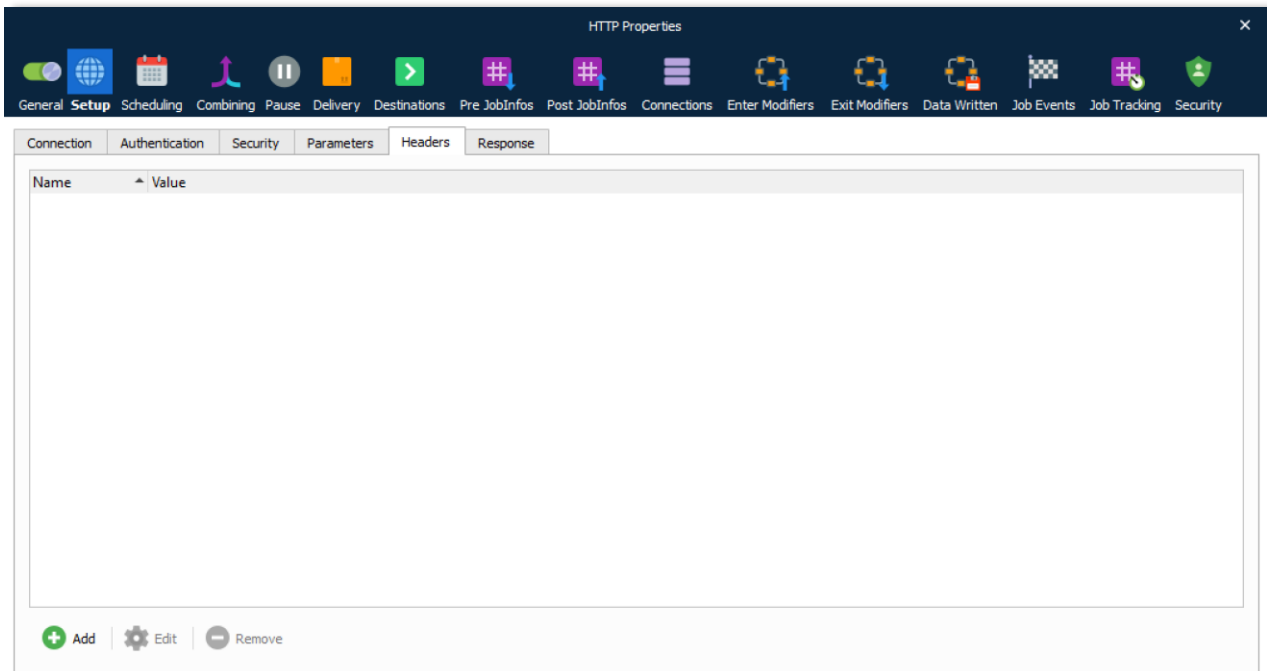 HTTP Properties
General Setup Scheduling Combining Pause Delivery Destinations Pre JobInfos Post JobInfos Connections Enter Modifiers Exit Modifiers Data Written Job Events Job Tracking Security
Connection Authentication Security Parameters Headers Response
Name Value
Add Edit Remove